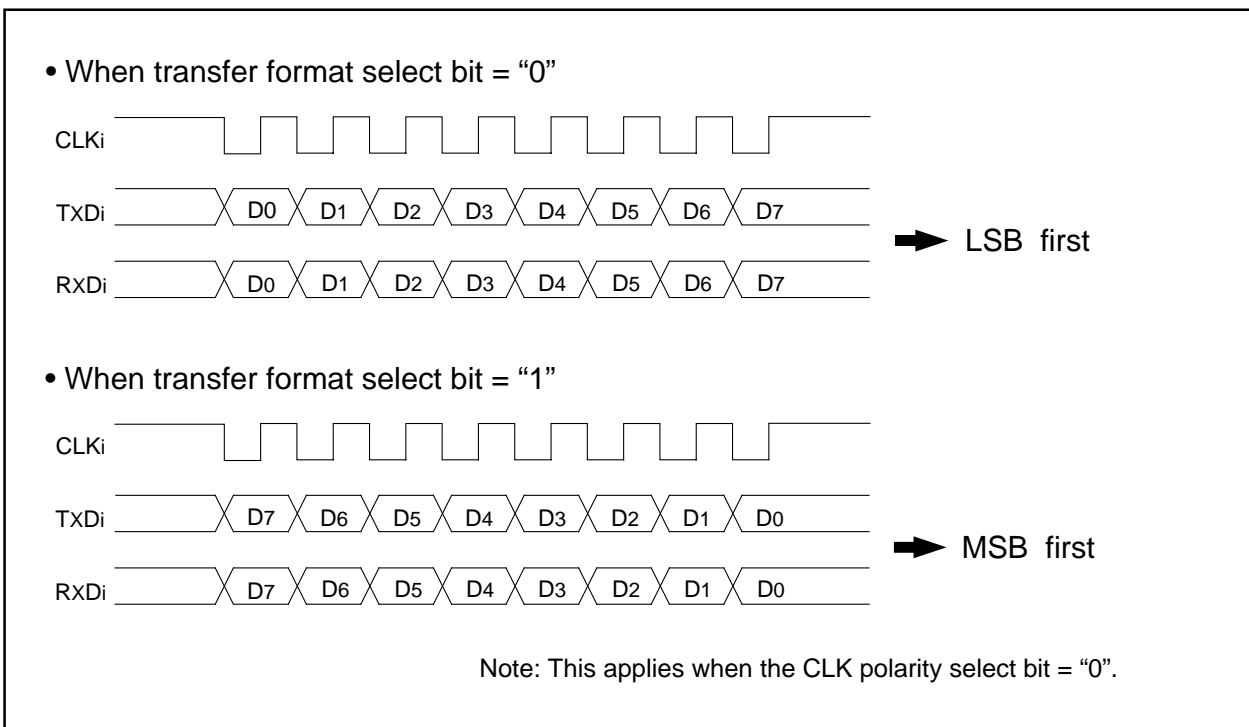 • When transfer format select bit = “0”
CLKi
TXDi D0 D1 D2 D3 D4 D5 D6 D7
RXDi D0 D1 D2 D3 D4 D5 D6 D7
LSB first
• When transfer format select bit = “1”
CLKi
TXDi D7 D6 D5 D4 D3 D2 D1 D0
RXDi D7 D6 D5 D4 D3 D2 D1 D0
MSB first
Note: This applies when the CLK polarity select bit = “0”.